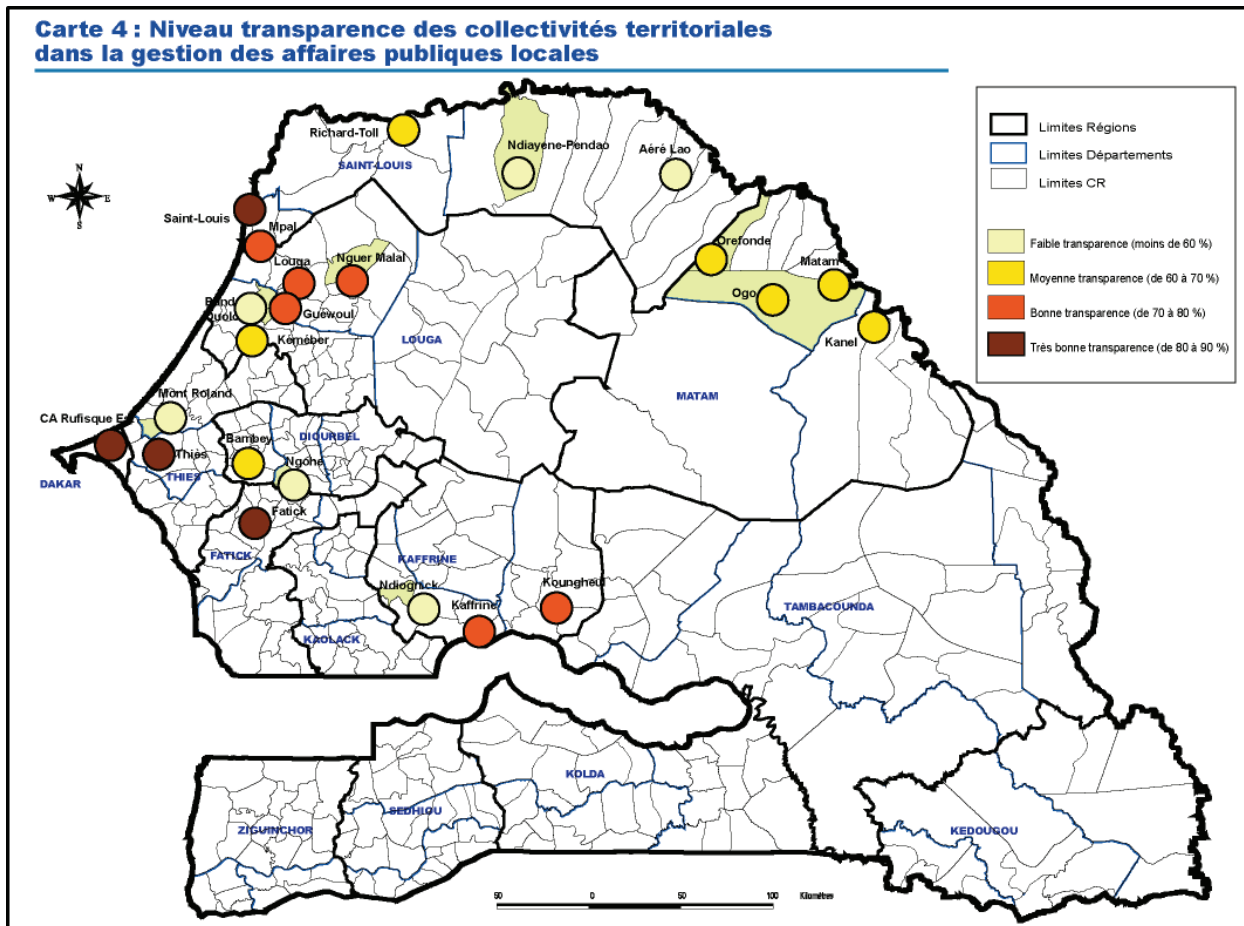 Carte 4 : Niveau transparence des collectivités territoriales
dans la gestion des affaires publiques locales
Limites Régions
Limites Départements
Limites CR
Faible transparence (moins de 60 %)
Moyenne transparence (de 60 à 70 %)
Bonne transparence (de 70 à 80 %)
Très bonne transparence (de 80 à 90 %)
N
W
E
S
Richard-Toll
SAINT-LOUIS
Ndiayene-Pendao
Aéré Lao
Saint-Louis
Mpal
Louga
Nguer Malal
Guéwoul
Kéméber
LOUGA
Orefonde
Matam
Ogo
Kanel
MATAM
Mont Roland
CA Rufisque E
Thiès
THIES
DAKAR
Bambey
DIOURBEL
Ngohe
Fatick
FATICK
KAFFRINE
Ndiognick
Kaffrine
Koungheul
KAOLACK
TAMBACOUNDA
ZIGUINCHOR
SEDHIOU
KOLDA
KEDOUGOU
50 0 50 100 Kilomètres